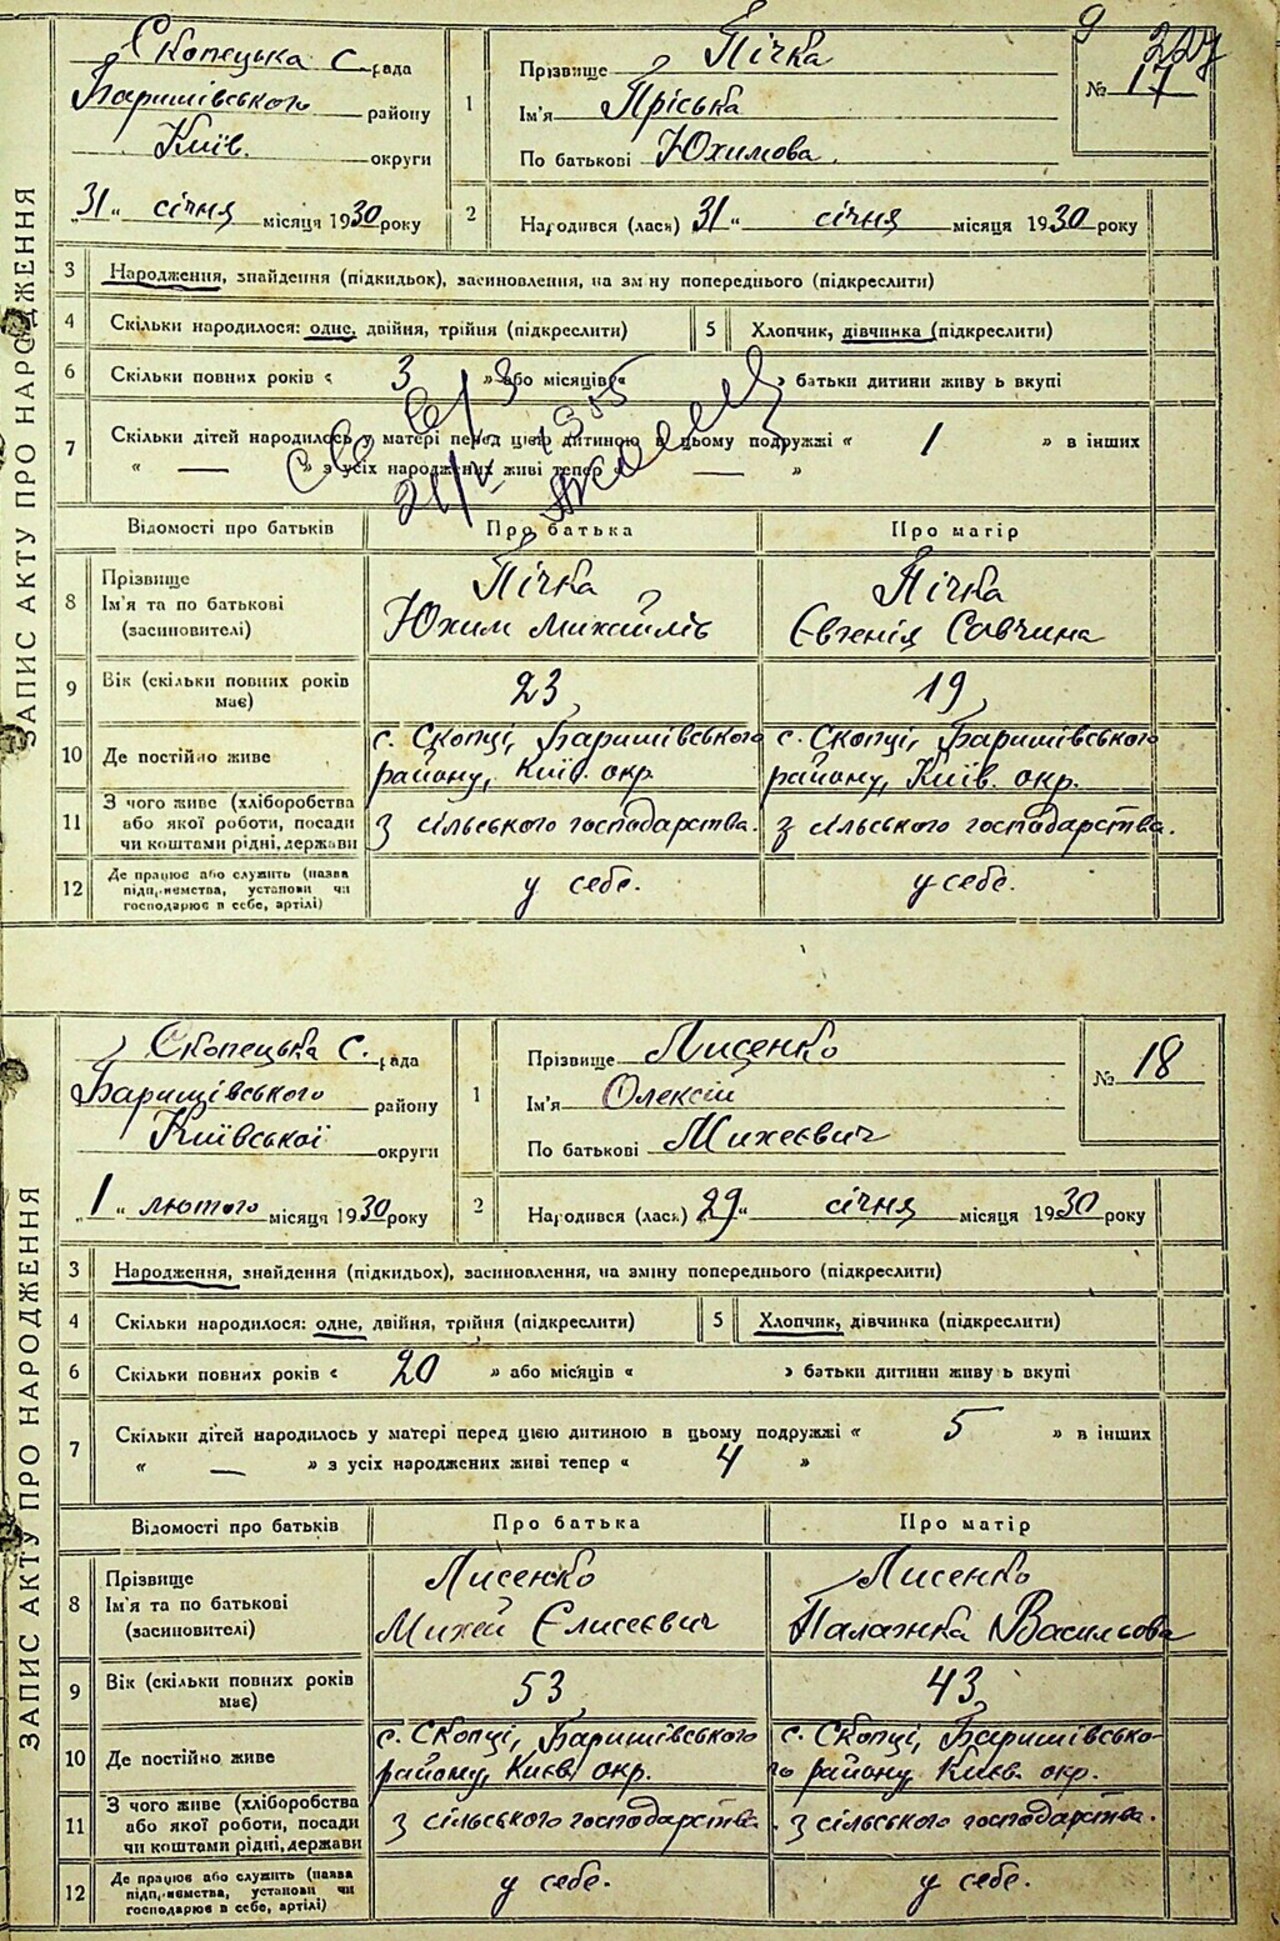 ЗАПИС АКТУ ПРО НАРОДЖЕННЯ
Скопецька с. рада
Баришівського району
Київ. округи
„31“ січня місяця 1930 року
1
Прізвище Пічка
Ім'я Пріська
По батькові Юхимова
№ 17
2
Народився (лася) 31“ січня місяця 1930 року
3 Народження, знайдення (підкидьок), засиновлення, на зміну попереднього (підкреслити)
4 Скільки народилося: одне, двійня, трійня (підкреслити) 5 Хлопчик, дівчинка (підкреслити)
6 Скільки повних років « 3 » або місяців « » батьки дитини живуть вкупі
7 Скільки дітей народилось у матері перед цією дитиною в цьому подружжі « 1 » в інших
« — » з усіх народжених живі тепер « — »
Відомості про батьків Про батька Про матір
8 Прізвище Ім'я та по батькові (засиновителі)
Пічка Юхим Михайлів
Пічка Євгенія Савчина
9 Вік (скільки повних років має) 23 19
10 Де постійно живе
с. Скопці, Баришівського району, Київ. окр.
с. Скопці, Баришівського району, Київ. окр.
11 З чого живе (хліборобства або якої роботи, посади чи коштами рідні, держави
з сільського господарства.
з сільського господарства.
12 Де працює або служить (назва підприємства, установи чи господарює в себе, артілі)
у себе.
у себе.
ЗАПИС АКТУ ПРО НАРОДЖЕННЯ
Скопецька с. рада
Баришівського району
Київської округи
„1“ лютого місяця 1930 року
1
Прізвище Лисенко
Ім'я Олексій
По батькові Михеєвич
№ 18
2
Народився (лася) 29“ січня місяця 1930 року
3 Народження, знайдення (підкидьох), засиновлення, на зміну попереднього (підкреслити)
4 Скільки народилося: одне, двійня, трійня (підкреслити) 5 Хлопчик, дівчинка (підкреслити)
6 Скільки повних років « 20 » або місяців « » батьки дитини живуть вкупі
7 Скільки дітей народилось у матері перед цією дитиною в цьому подружжі « 5 » в інших
« — » з усіх народжених живі тепер « 4 »
Відомості про батьків Про батька Про матір
8 Прізвище Ім'я та по батькові (засиновителі)
Лисенко Михей Єлисеєвич
Лисенко Палажка Васильова
9 Вік (скільки повних років має) 53 43
10 Де постійно живе
с. Скопці, Баришівського району, Києв. окр.
с. Скопці, Баришівсько-го району, Києв. окр.
11 З чого живе (хліборобства або якої роботи, посади чи коштами рідні, держави
з сільського господарства.
з сільського господарства.
12 Де працює або служить (назва підприємства, установи чи господарює в себе, артілі)
у себе.
у себе.